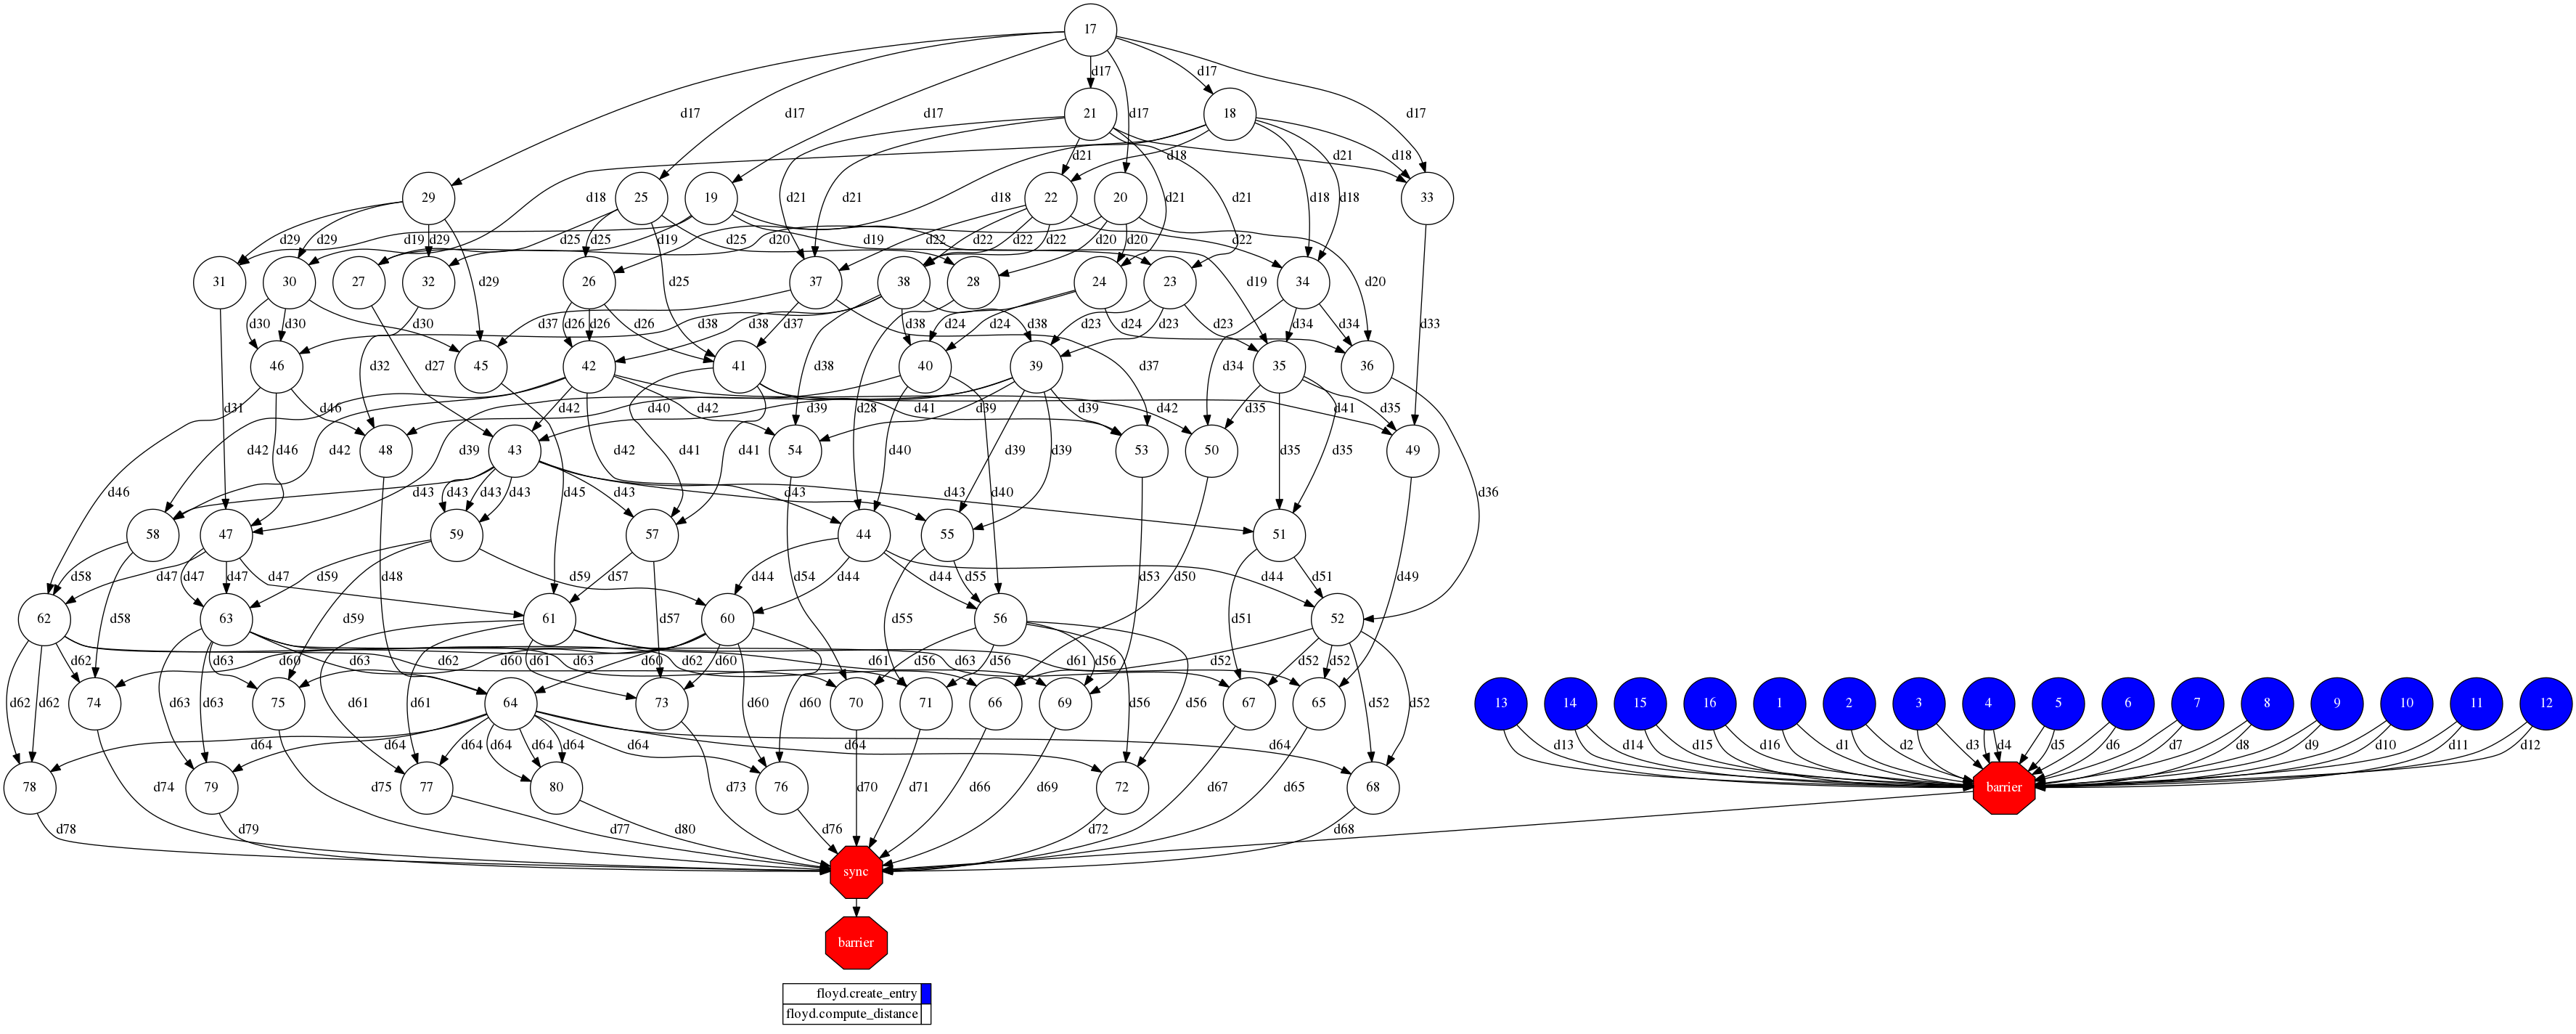 17
d17 d17 d17
21 18
d17 d17 d17 d17 d17
d21 d18 d18 d21
29 25 19 22 20 33
d18 d18 d21 d21 d21 d21 d18 d18
d29 d29 d29 d19 d25 d25 d19 d25 d20 d19 d22 d22 d22 d22 d20 d20 d22
31 30 27 32 26 37 38 28 24 23 34
d29 d25 d19 d20
d30 d30 d30 d37 d26 d26 d26 d38 d38 d37 d38 d24 d24 d38 d23 d24 d23 d23 d34 d34 d33
46 45 42 41 40 39 35 36
d32 d27 d38 d37 d34
d31 d46 d42 d40 d42 d39 d28 d41 d39 d39 d42 d35 d41 d35
48 43 54 53 50 49
d46 d42 d42 d46 d39 d42 d41 d41 d40 d39 d39 d35 d35
d43 d43 d43 d43 d45 d43 d43 d40 d43 d36
58 47 59 57 44 55 51
d58 d47 d47 d47 d47 d59 d48 d59 d57 d44 d44 d54 d44 d55 d53 d50 d44 d51 d49
62 63 61 60 56 52
d58 d59 d57 d55 d51
d62 d63 d60 d63 d62 d60 d61 d63 d60 d62 d60 d61 d56 d56 d63 d61 d56 d52 d52 d52
74 75 64 73 70 71 66 69 67 65 13 14 15 16 1 2 3 4 5 6 7 8 9 10 11 12
d62 d62 d63 d63 d61 d61 d60 d60 d56 d56 d52 d52
d64 d64 d64 d64 d64 d64 d64 d64 d64 d13 d14 d15 d16 d1 d2 d3 d4 d5 d6 d7 d8 d9 d10 d11 d12
78 79 77 80 76 72 68 barrier
d74 d75 d73 d70 d71 d66 d69 d67 d65
d78 d79 d77 d80 d76 d72 d68
sync
barrier
floyd.create_entry
floyd.compute_distance